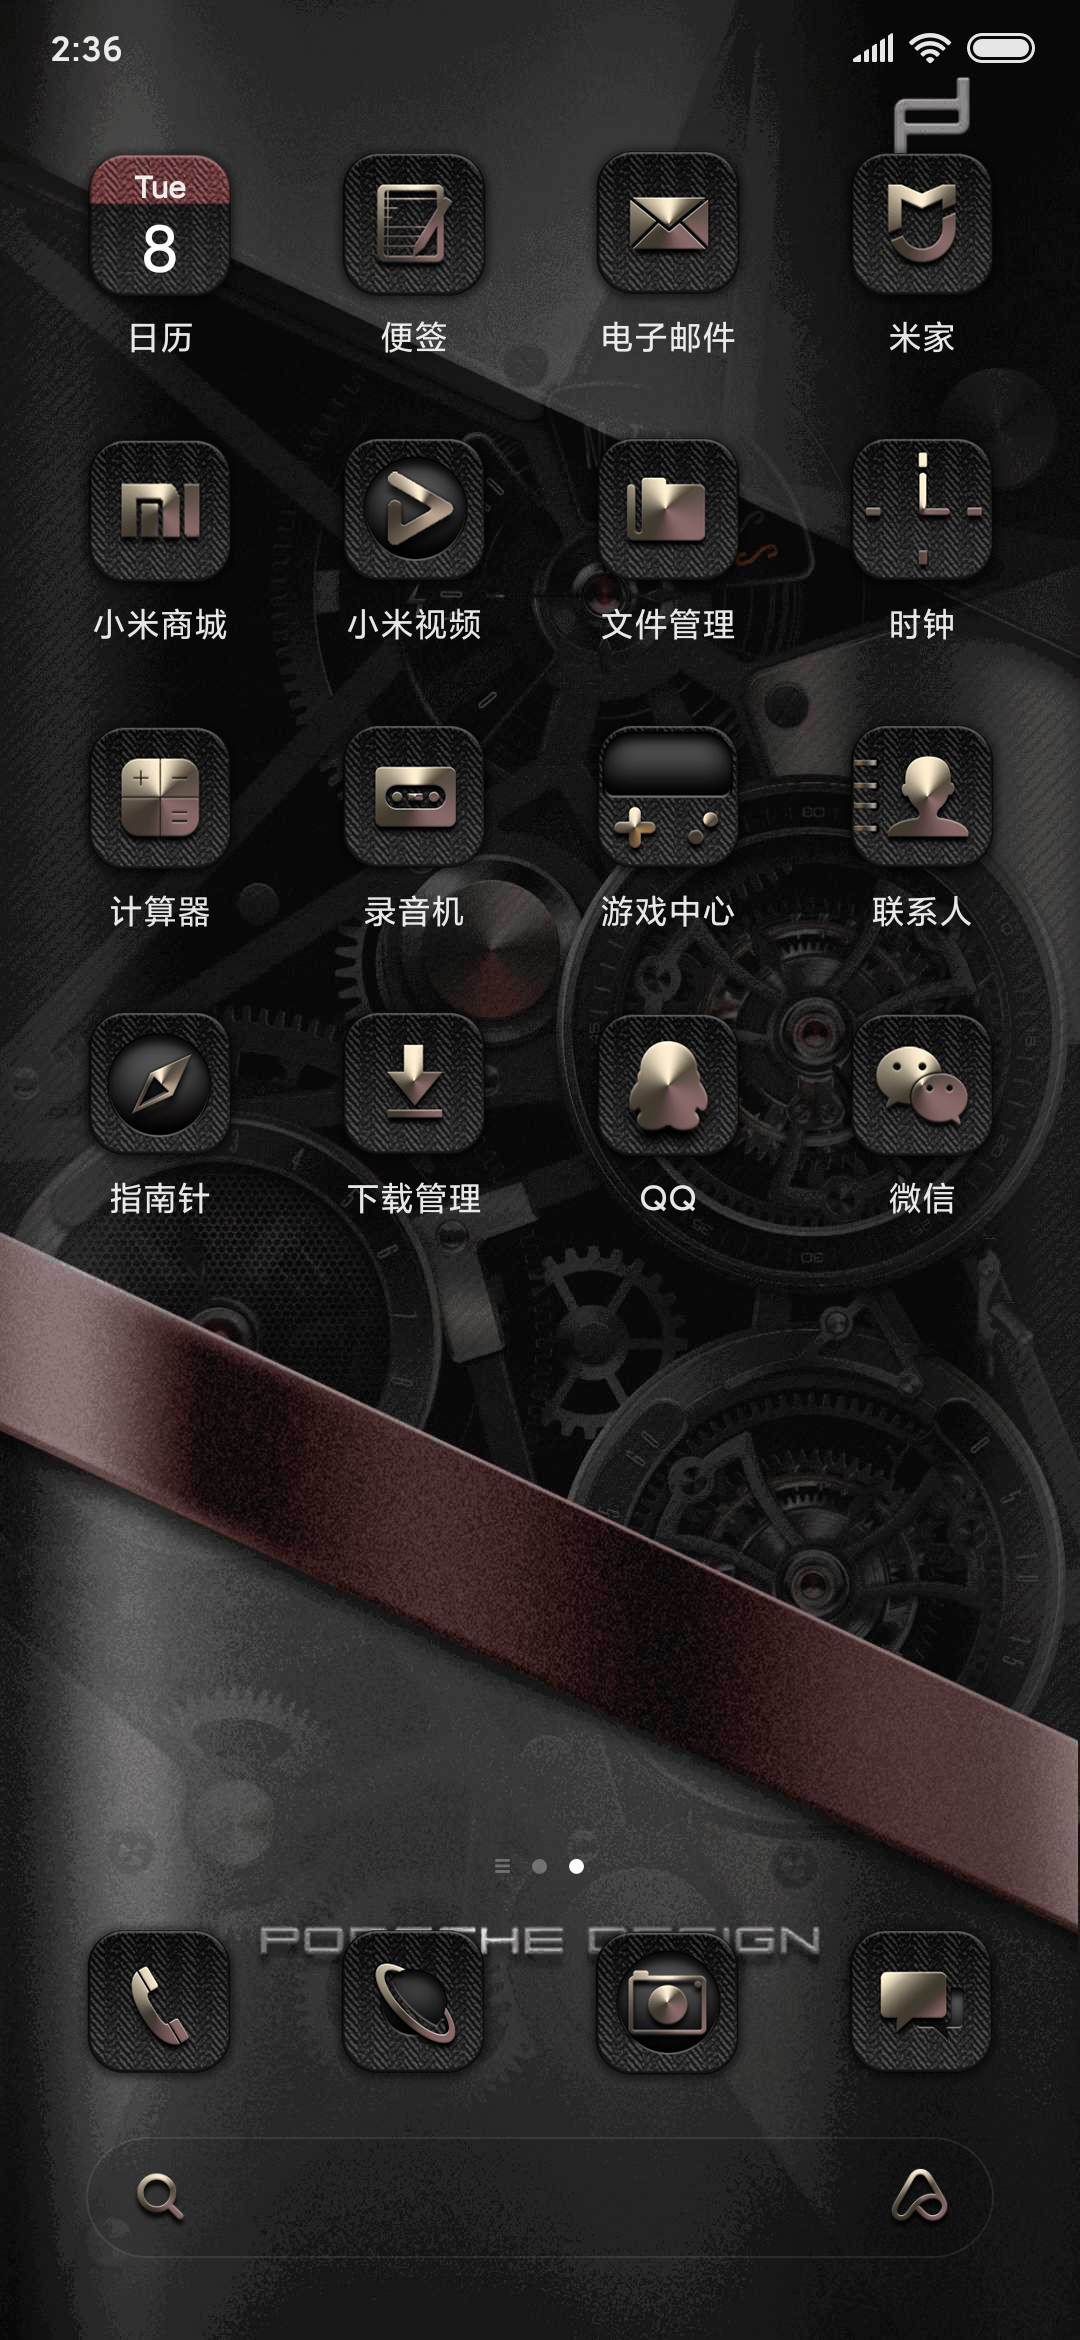 2:36
Tue
8
日历
便签
电子邮件
米家
小米商城
小米视频
文件管理
时钟
计算器
录音机
游戏中心
联系人
指南针
下载管理
QQ
微信
PORSCHE DESIGN